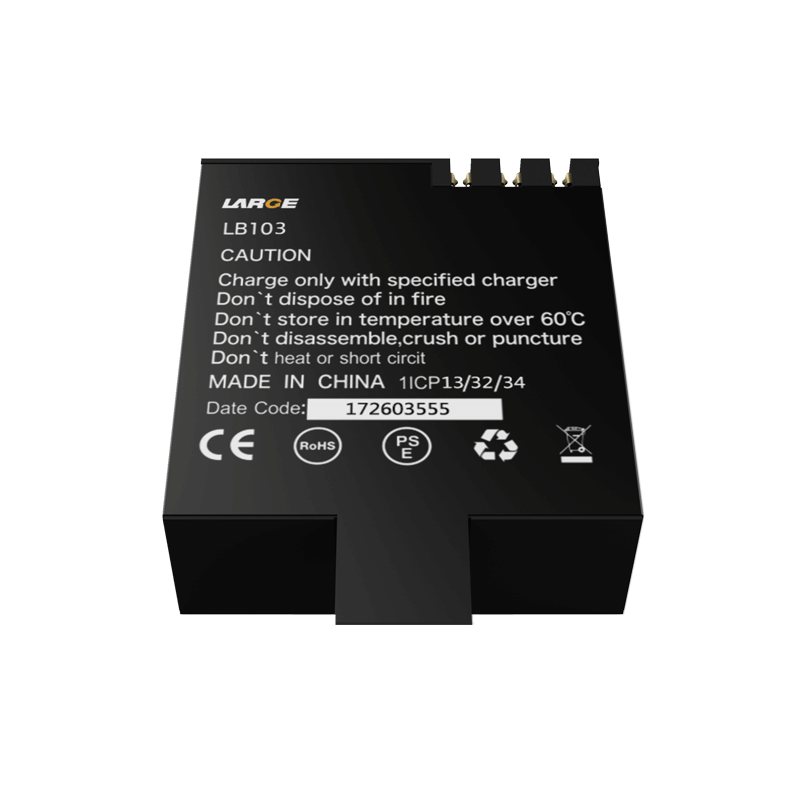 LARGE
LB103
CAUTION
Charge only with specified charger
Don`t dispose of in fire
Don`t store in temperature over 60℃
Don`t disassemble,crush or puncture
Don`t heat or short circit
MADE IN CHINA 1ICP13/32/34
Date Code: 172603555
CE RoHS PS
E